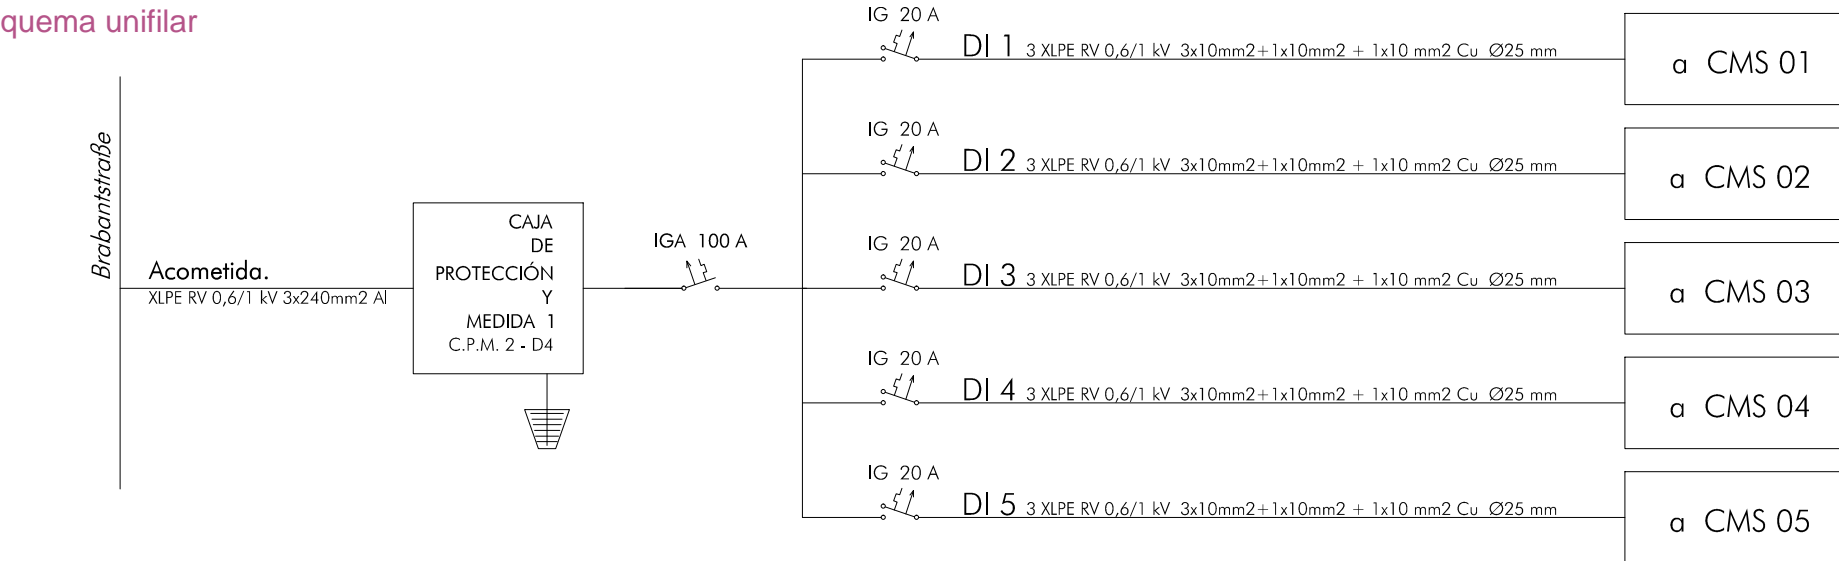 quema unifilar
Brabantstraße
Acometida.
XLPE RV 0,6/1 kV 3x240mm2 Al
CAJA
DE
PROTECCIÓN
Y
MEDIDA 1
C.P.M. 2 - D4
IGA 100 A
IG 20 A
DI 1 3 XLPE RV 0,6/1 kV 3x10mm2+1x10mm2 + 1x10 mm2 Cu Ø25 mm
a CMS 01
IG 20 A
DI 2 3 XLPE RV 0,6/1 kV 3x10mm2+1x10mm2 + 1x10 mm2 Cu Ø25 mm
a CMS 02
IG 20 A
DI 3 3 XLPE RV 0,6/1 kV 3x10mm2+1x10mm2 + 1x10 mm2 Cu Ø25 mm
a CMS 03
IG 20 A
DI 4 3 XLPE RV 0,6/1 kV 3x10mm2+1x10mm2 + 1x10 mm2 Cu Ø25 mm
a CMS 04
IG 20 A
DI 5 3 XLPE RV 0,6/1 kV 3x10mm2+1x10mm2 + 1x10 mm2 Cu Ø25 mm
a CMS 05